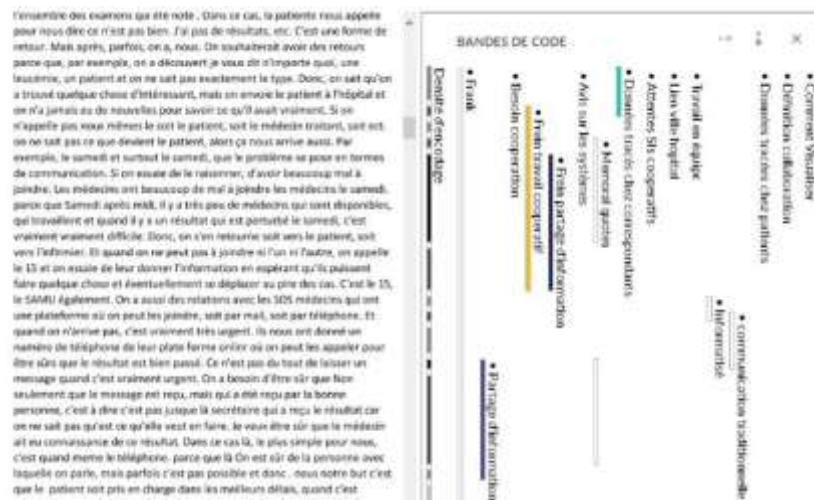 l'ensemble des examens qui été noté . Dans ce cas, la patiente nous appelle
pour nous dire ce n'est pas bien. J'ai pas de résultats, etc. C'est une forme de
retour. Mais après, parfois, on a, nous. On souhaiterait avoir des retours
parce que, par exemple, on a découvert je vous dit n'importe quoi, une
leucémie, un patient et on ne sait pas exactement le type. Donc, on sait qu'on
a trouvé quelque chose d'intéressant, mais on envoie le patient à l'hôpital et
on n'a jamais eu de nouvelles pour savoir ce qu'il avait vraiment. Si on
n'appelle pas nous mêmes le soit le patient, soit le médecin traitant, soit ect.
on ne sait pas ce que devient le patient, alors ça nous arrive aussi. Par
exemple, le samedi et surtout le samedi, que le problème se pose en termes
de communication. Si on essaie de le raisonner, d'avoir beaucoup mal à
joindre. Les médecins ont beaucoup de mal à joindre les médecins le samedi.
parce que Samedi après midi, il y a très peu de médecins qui sont disponibles,
qui travaillent et quand il y a un résultat qui est perturbé le samedi, c'est
vraiment vraiment difficile. Donc, on s'en retourne soit vers le patient, soit
vers l'infirmier. Et quand on ne peut pas à joindre ni l'un ni l'autre, on appelle
le 15 et on essaie de leur donner l'information en espérant qu'ils puissent
faire quelque chose et éventuellement se déplacer au pire des cas. C'est le 15,
le SAMU également. On a aussi des relations avec les SOS médecins qui ont
une plateforme où on peut les joindre, soit par mail, soit par téléphone. Et
quand on n'arrive pas, c'est vraiment très urgent. Ils nous ont donné un
numéro de téléphone de leur plate forme onlinr où on peut les appeler pour
être sûrs que le résultat est bien passé. Ce n'est pas du tout de laisser un
message quand c'est vraiment urgent. On a besoin d'être sûr que Non
seulement que le message est reçu, mais qui a été reçu par la bonne
personne, c'est à dire c'est pas jusque là secrétaire qui a reçu le résultat car
on ne sait pas qu'est ce qu'elle veut en faire. Je veux être sûr que le médecin
ait eu connaissance de ce résultat. Dans ce cas là, le plus simple pour nous,
c'est quand meme le téléphone. parce que là On est sûr de la personne avec
laquelle on parle, mais parfois c'est pas possible et donc . nous notre but c'est
que le patient soit pris en charge dans les meilleurs délais, quand c'est
BANDES DE CODE
Comment Visualiser
Définition collaboration
Données tracées chez patients
communication traditionnelle
Informatisé
Travail en équipe
Lien ville hopital
Attentes SIs cooperatifs
Données tracés chez correspondants
Memorial quotes
Avis sur les systèmes
Frein partage d'information
Frein travail cooperatif
Besoin cooperation
Partage d'information
Frank
Densité d'encodage